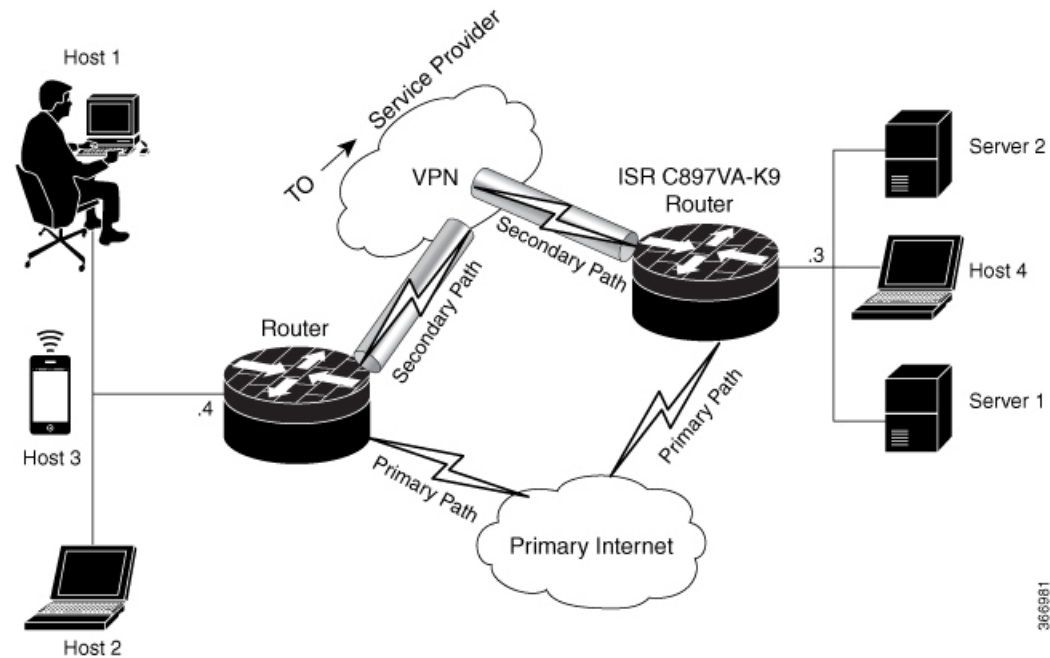 Host 1
TO
Service Provider
VPN
ISR C897VA-K9
Router
Server 2
Secondary Path
.3
Host 4
Router
Secondary Path
.4
Server 1
Host 3
Primary Path
Primary Path
Primary Internet
Host 2
366981